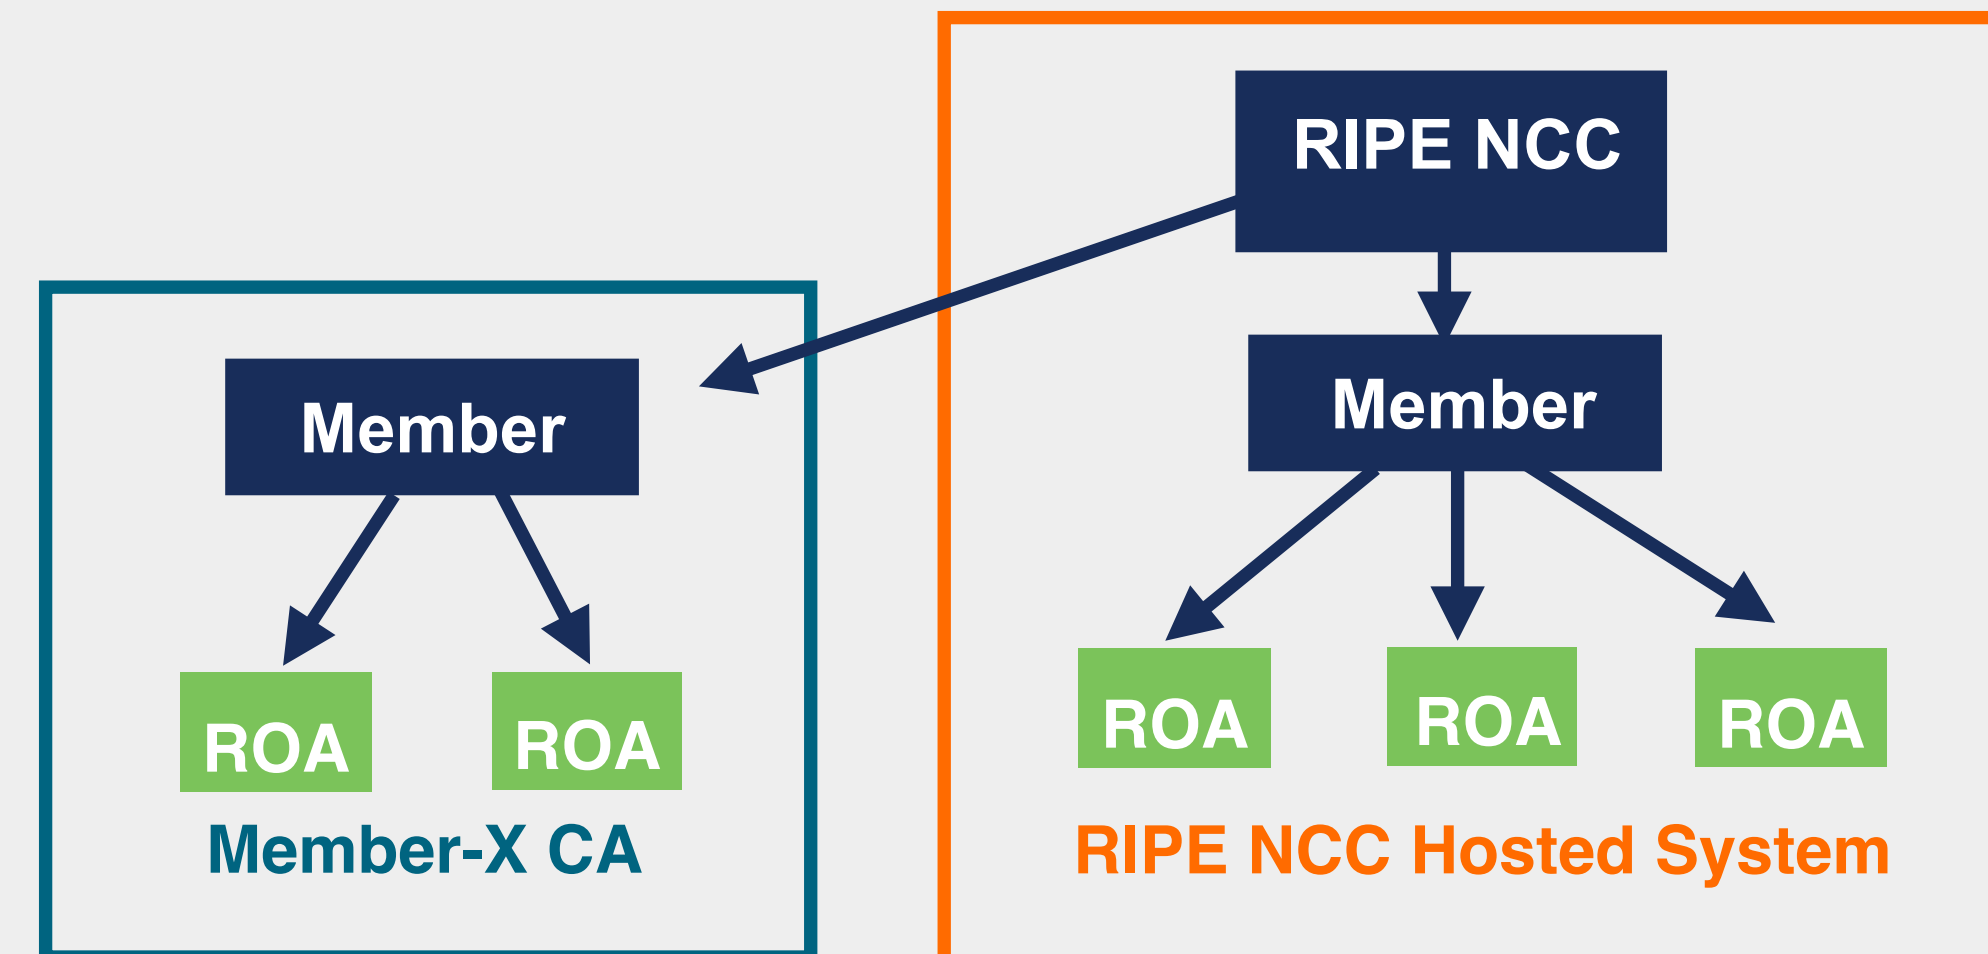 RIPE NCC
Member
Member
ROA
ROA
ROA
ROA
ROA
Member-X CA
RIPE NCC Hosted System